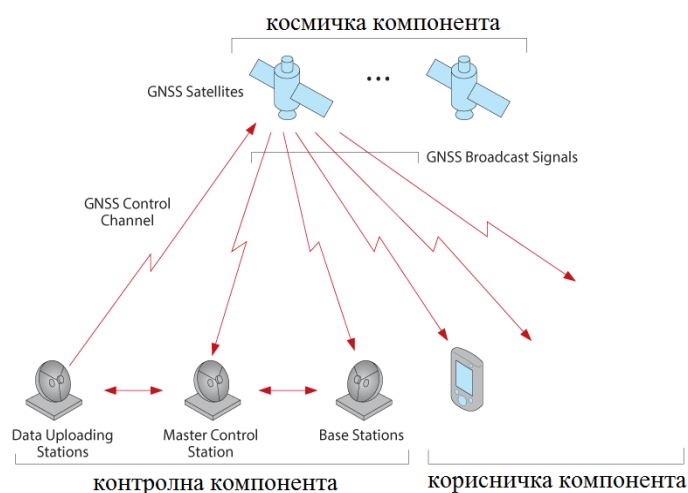 космичка компонента
GNSS Satellites
...
GNSS Broadcast Signals
GNSS Control
Channel
Data Uploading
Stations
Master Control
Station
Base Stations
контролна компонента
корисничка компонента